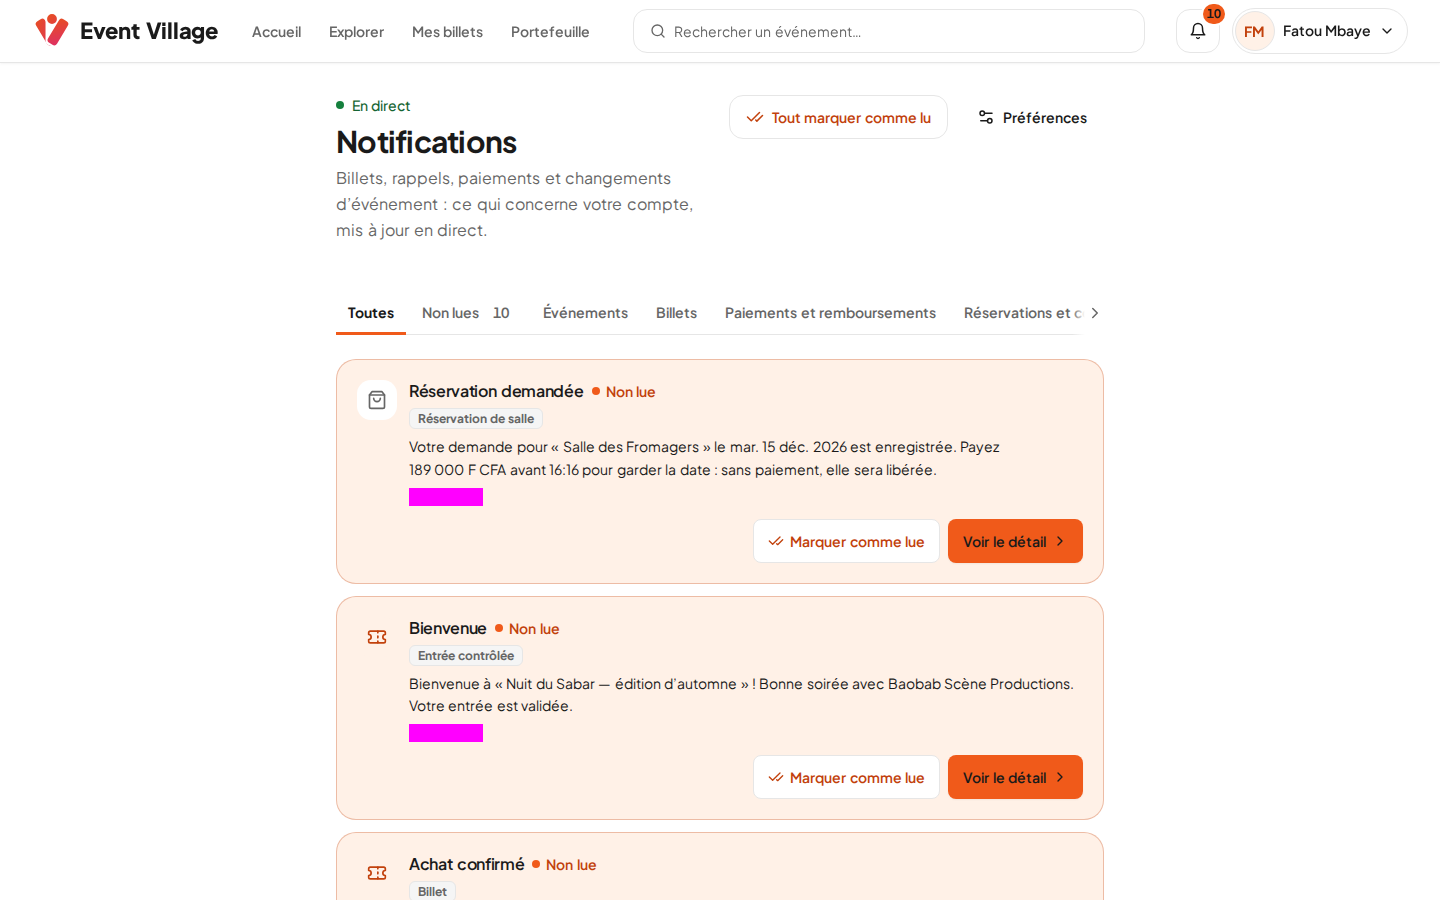 Event Village
Accueil
Explorer
Mes billets
Portefeuille
Rechercher un événement…
10
FM
Fatou Mbaye
En direct
Notifications
Billets, rappels, paiements et changements
d’événement : ce qui concerne votre compte,
mis à jour en direct.
Tout marquer comme lu
Préférences
Toutes
Non lues 10
Événements
Billets
Paiements et remboursements
Réservations et
Réservation demandée
Non lue
Réservation de salle
Votre demande pour « Salle des Fromagers » le mar. 15 déc. 2026 est enregistrée. Payez
189 000 F CFA avant 16:16 pour garder la date : sans paiement, elle sera libérée.
Marquer comme lue
Voir le détail
Bienvenue
Non lue
Entrée contrôlée
Bienvenue à « Nuit du Sabar — édition d’automne » ! Bonne soirée avec Baobab Scène Productions.
Votre entrée est validée.
Marquer comme lue
Voir le détail
Achat confirmé
Non lue
Billet